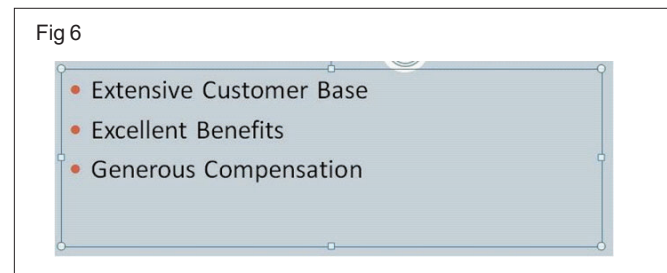 Fig 6
Extensive Customer Base
Excellent Benefits
Generous Compensation